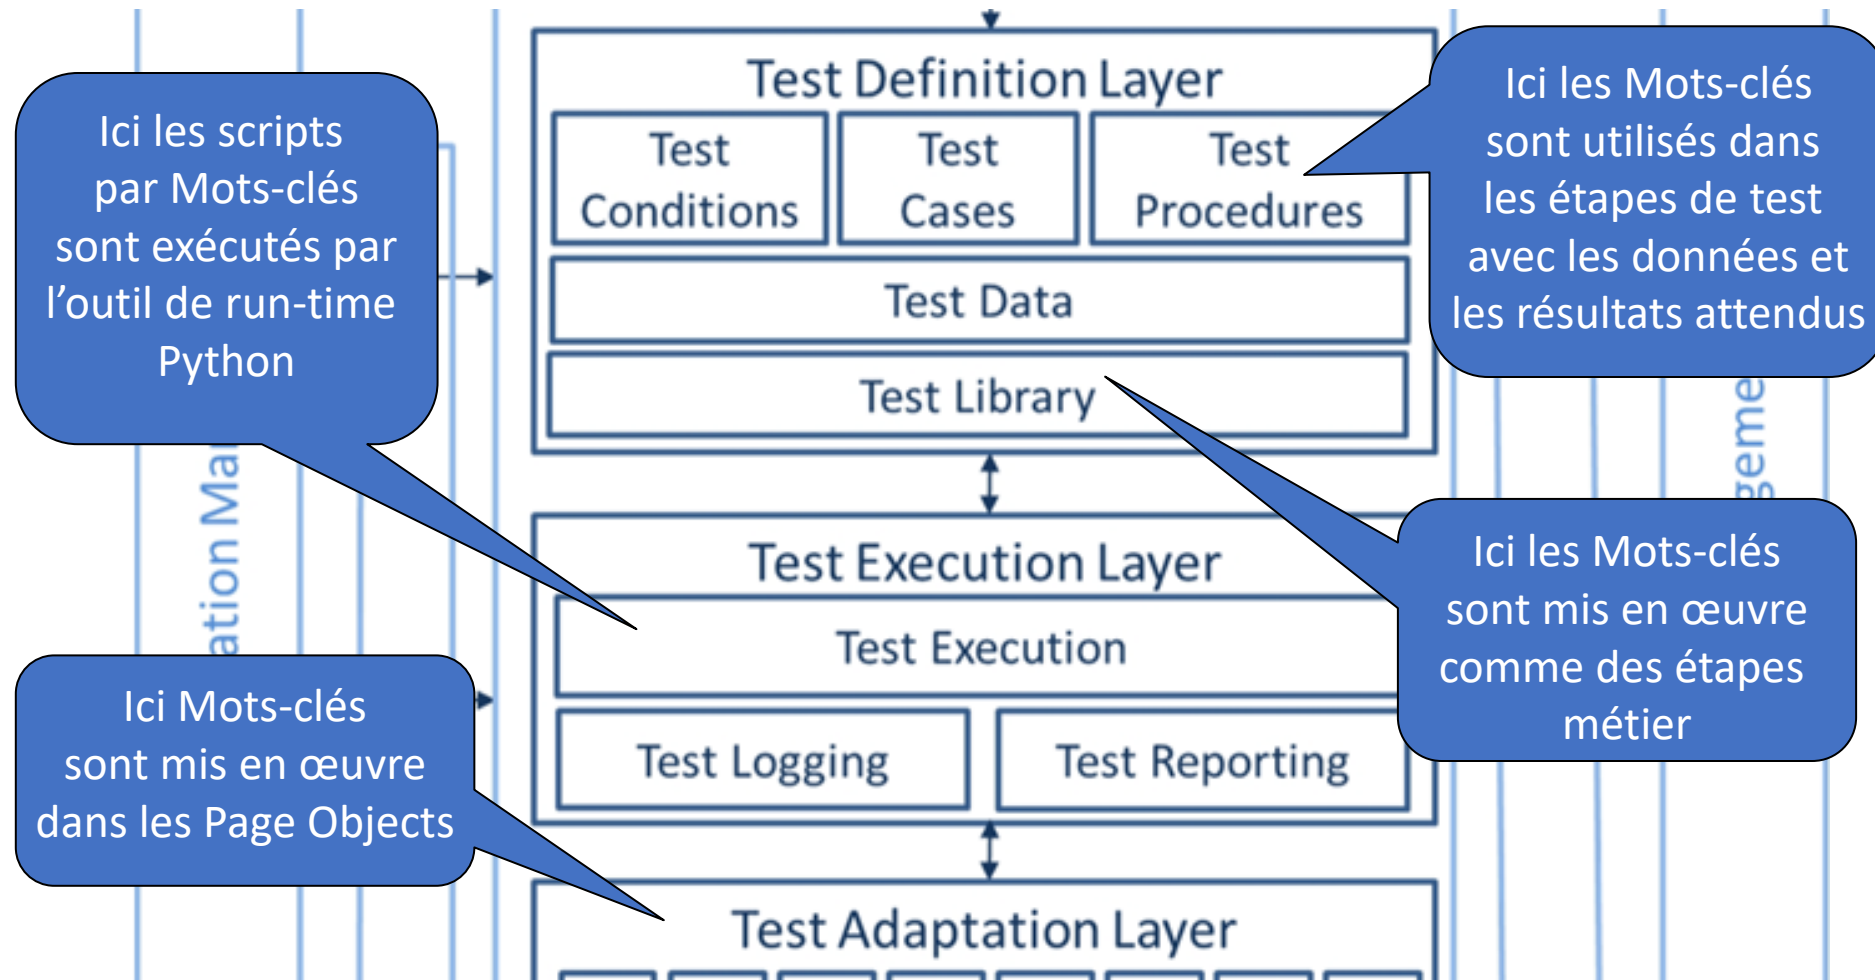 Test Definition Layer
Test
Conditions
Test
Cases
Test
Procedures
Test Data
Test Library
Ici les scripts
par Mots-clés
sont exécutés par
l’outil de run-time
Python
Ici les Mots-clés
sont utilisés dans
les étapes de test
avec les données et
les résultats attendus
Test Execution Layer
Test Execution
Test Logging
Test Reporting
Ici les Mots-clés
sont mis en œuvre
comme des étapes
métier
Ici Mots-clés
sont mis en œuvre
dans les Page Objects
Test Adaptation Layer
ation Ma
geme